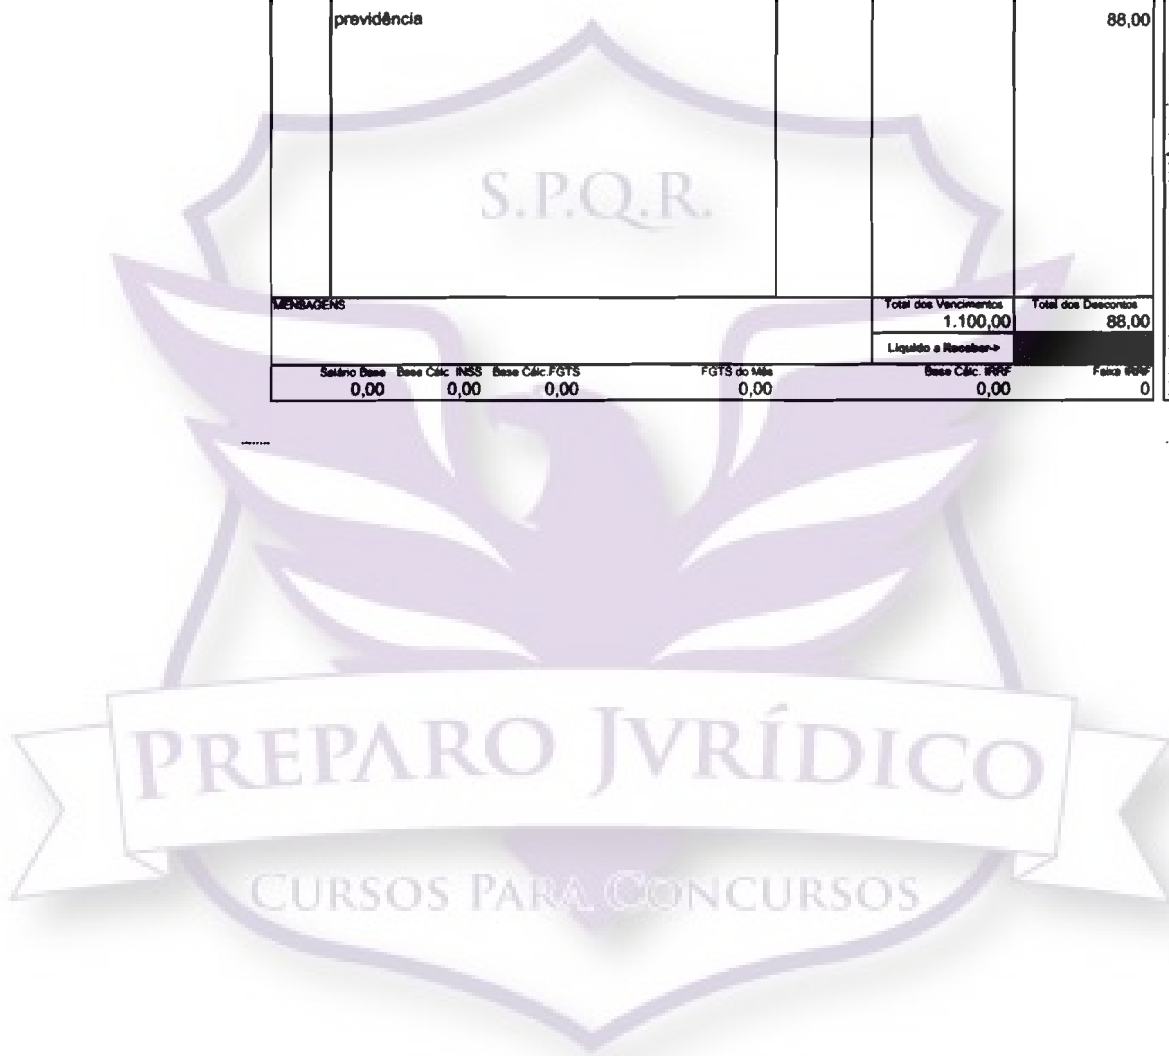 previdência 88,00
S.P.Q.R.
MENSAGENS Total dos Vencimentos Total dos Descontos
1.100,00 88,00
Líquido a Receber->
Salário Base Base Cálc. INSS Base Cálc.FGTS FGTS do Mês Base Cálc. IRRF Faixa IRRF
0,00 0,00 0,00 0,00 0,00 0
PREPARO JVRÍDICO
CURSOS PARA CONCURSOS